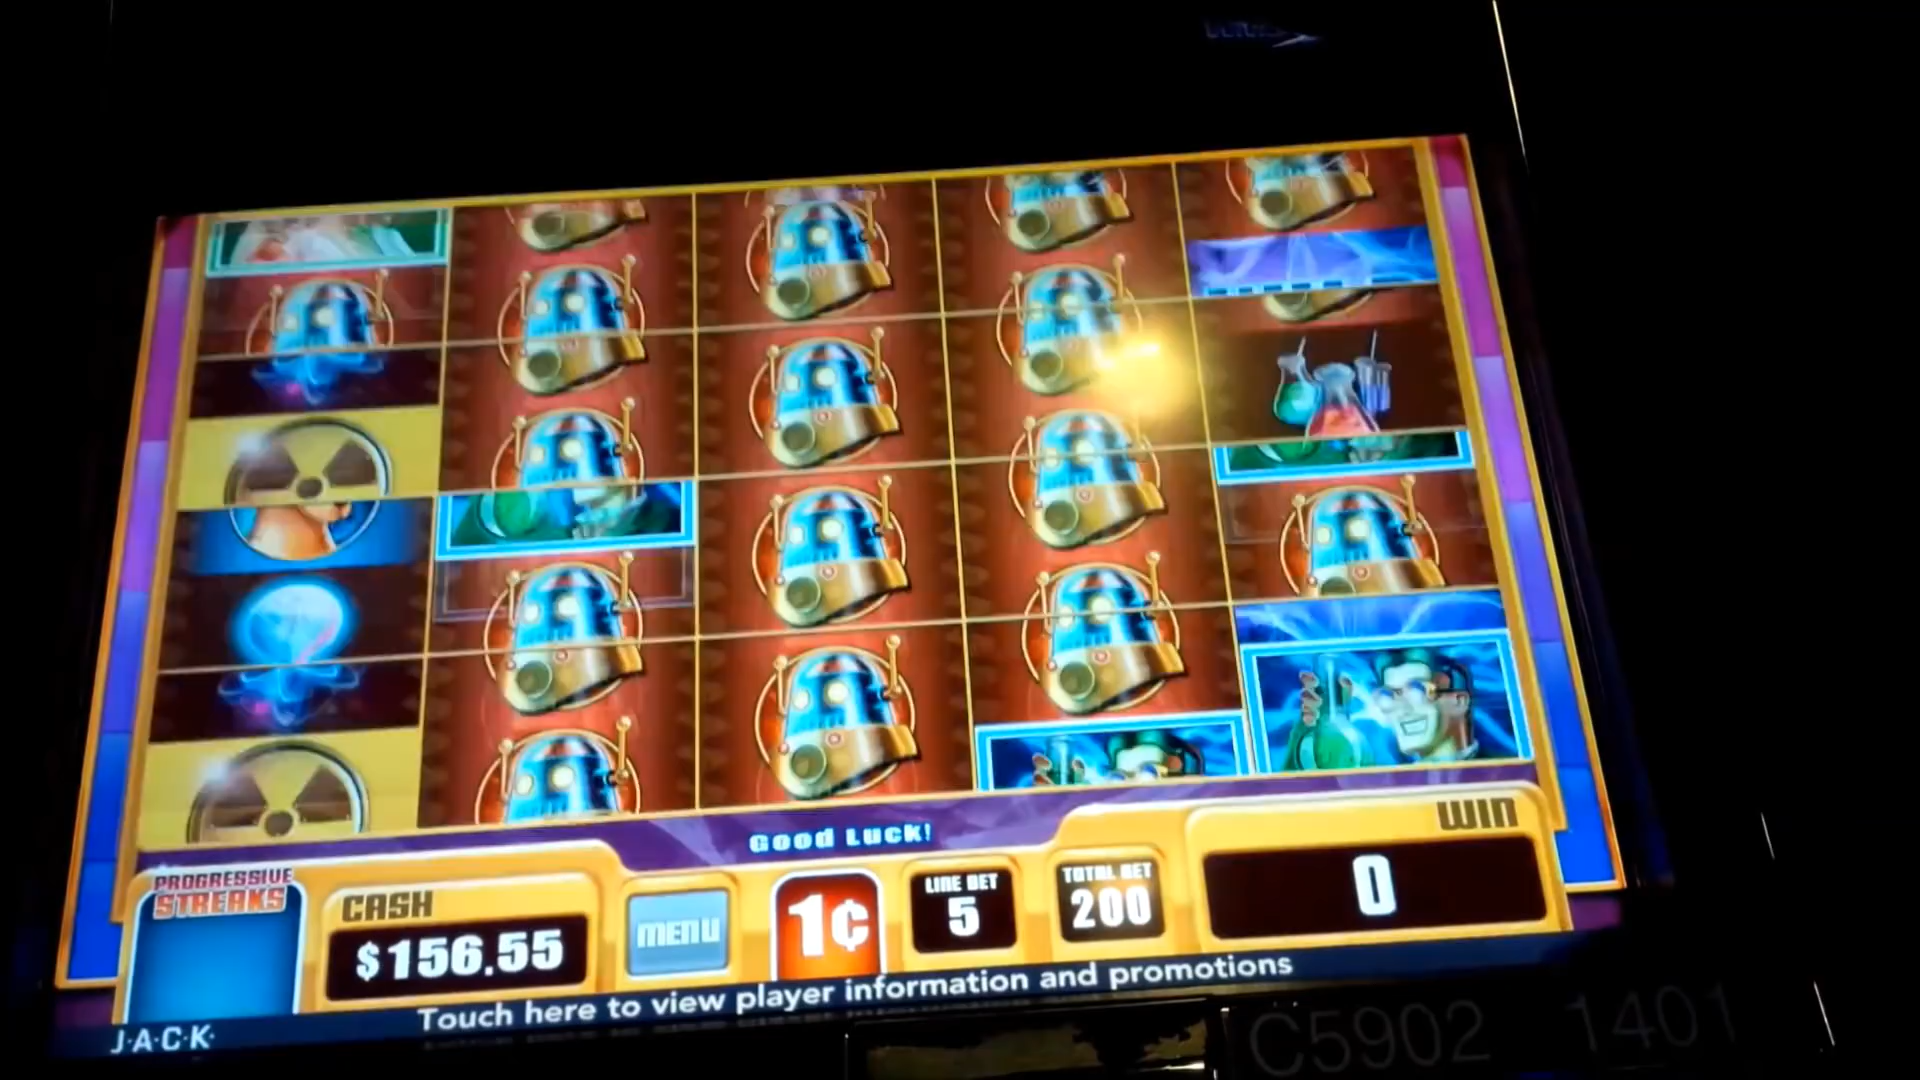 Good Luck!
PROGRESSIVE
STREAKS
CASH
$156.55
MENU
1¢
LINE BET
5
TOTAL BET
200
WIN
0
Touch here to view player information and promotions
J·A·C·K·
C5902 1401